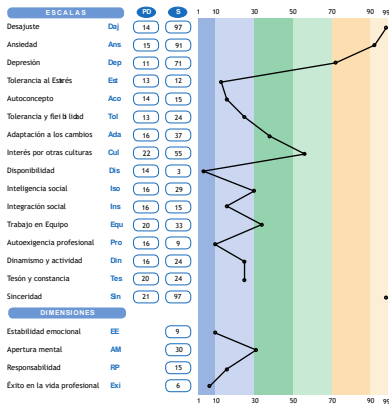 ESCALAS PD S 1 10 30 50 70 90 99
Desajuste Daj 14 97
Ansiedad Ans 15 91
Depresión Dep 11 71
Tolerancia al Estrés Est 13 12
Autoconcepto Aco 14 15
Tolerancia y flexibilidad Tol 13 24
Adaptación a los cambios Ada 16 37
Interés por otras culturas Cul 22 55
Disponibilidad Dis 14 3
Inteligencia social Iso 16 29
Integración social Ins 16 15
Trabajo en Equipo Equ 20 33
Autoexigencia profesional Pro 16 9
Dinamismo y actividad Din 16 24
Tesón y constancia Tes 20 24
Sinceridad Sin 21 97
DIMENSIONES
Estabilidad emocional EE 9
Apertura mental AM 30
Responsabilidad RP 15
Éxito en la vida profesional Exi 6
1 10 30 50 70 90 99